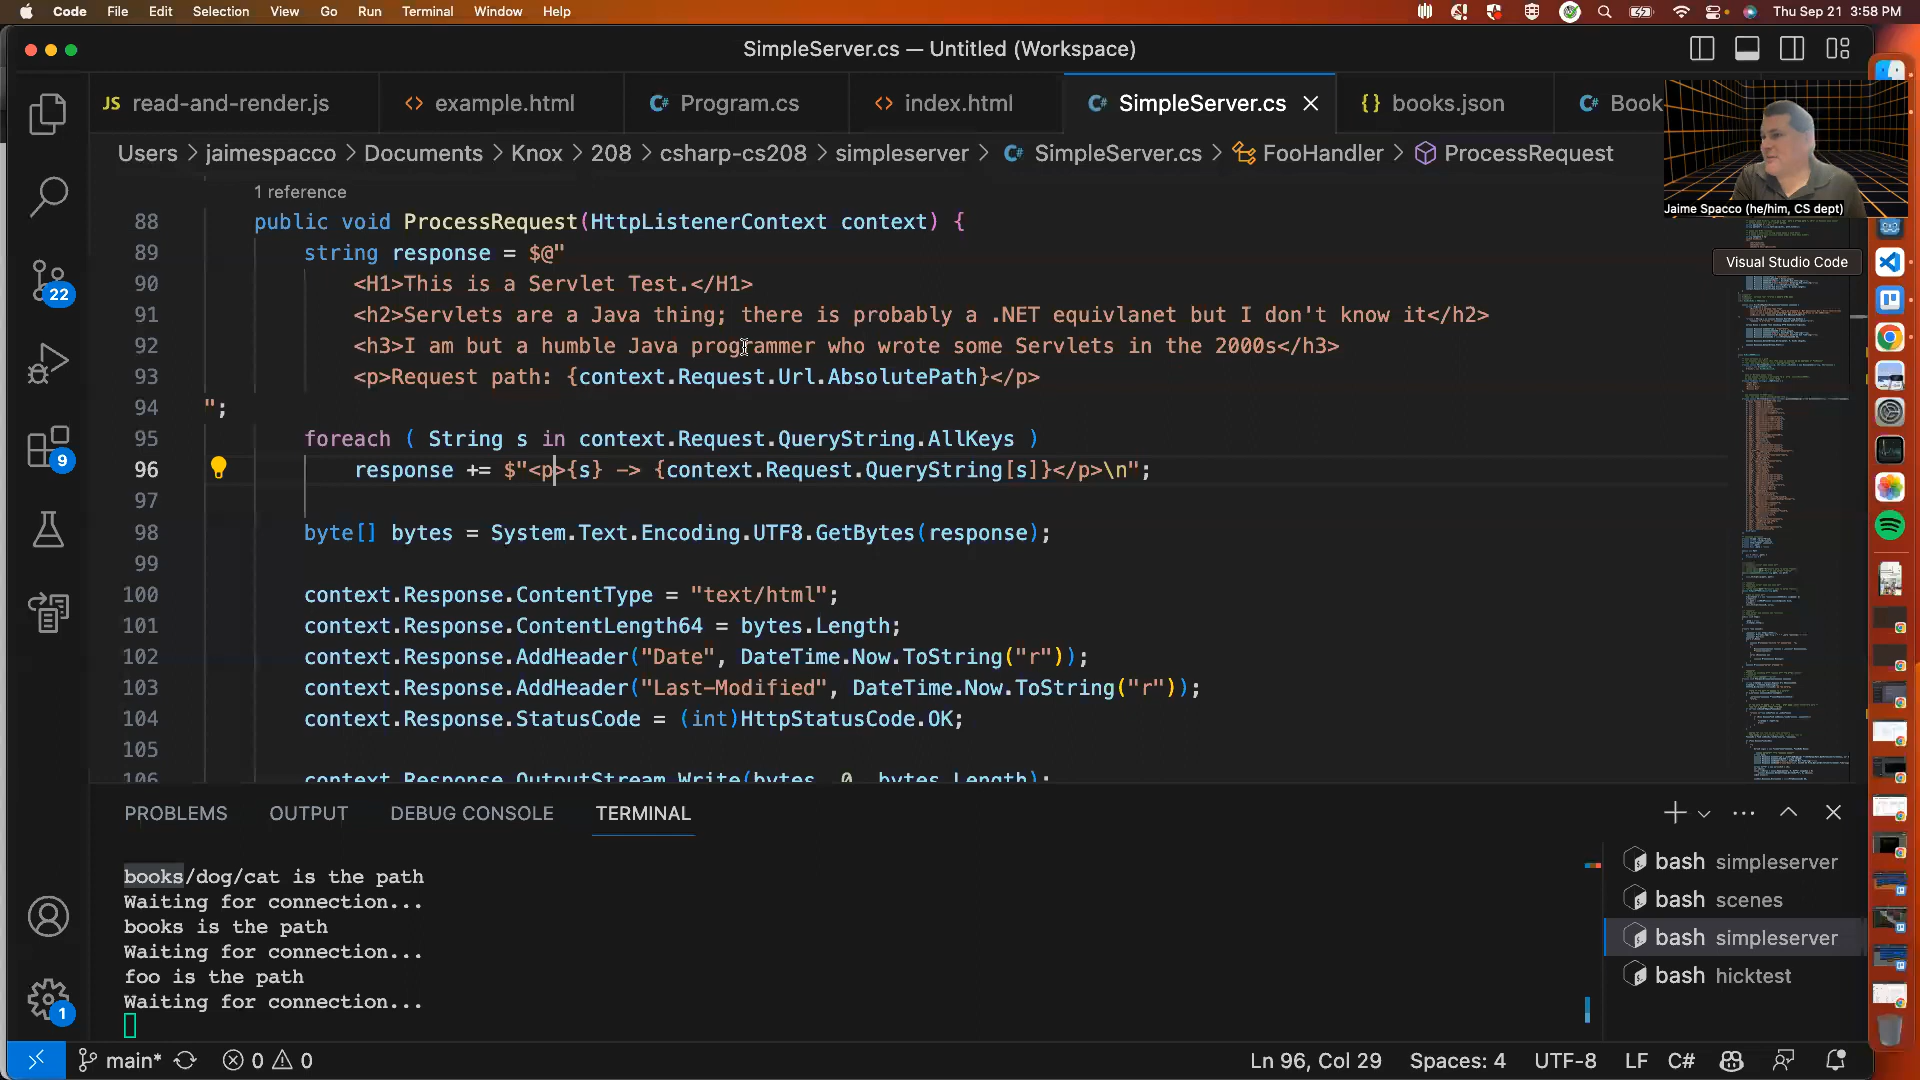 Code File Edit Selection View Go Run Terminal Window Help Thu Sep 21 3:58 PM
SimpleServer.cs — Untitled (Workspace)
JS read-and-render.js example.html Program.cs index.html SimpleServer.cs books.json Book
Users > jaimespacco > Documents > Knox > 208 > csharp-cs208 > simpleserver > SimpleServer.cs > FooHandler > ProcessRequest
Jaime Spacco (he/him, CS dept)
Visual Studio Code
1 reference
88 public void ProcessRequest(HttpListenerContext context) {
89 string response = $@"
90 <H1>This is a Servlet Test.</H1>
91 <h2>Servlets are a Java thing; there is probably a .NET equivlanet but I don't know it</h2>
92 <h3>I am but a humble Java programmer who wrote some Servlets in the 2000s</h3>
93 <p>Request path: {context.Request.Url.AbsolutePath}</p>
94 ";
95 foreach ( String s in context.Request.QueryString.AllKeys )
96 response += $"<p>{s} -> {context.Request.QueryString[s]}</p>\n";
97
98 byte[] bytes = System.Text.Encoding.UTF8.GetBytes(response);
99
100 context.Response.ContentType = "text/html";
101 context.Response.ContentLength64 = bytes.Length;
102 context.Response.AddHeader("Date", DateTime.Now.ToString("r"));
103 context.Response.AddHeader("Last-Modified", DateTime.Now.ToString("r"));
104 context.Response.StatusCode = (int)HttpStatusCode.OK;
105
106 context.Response.OutputStream.Write(bytes, 0, bytes.Length);
22
9
1
PROBLEMS OUTPUT DEBUG CONSOLE TERMINAL
books/dog/cat is the path
Waiting for connection...
books is the path
Waiting for connection...
foo is the path
Waiting for connection...
bash simpleserver
bash scenes
bash simpleserver
bash hicktest
main* 0 0 Ln 96, Col 29 Spaces: 4 UTF-8 LF C#